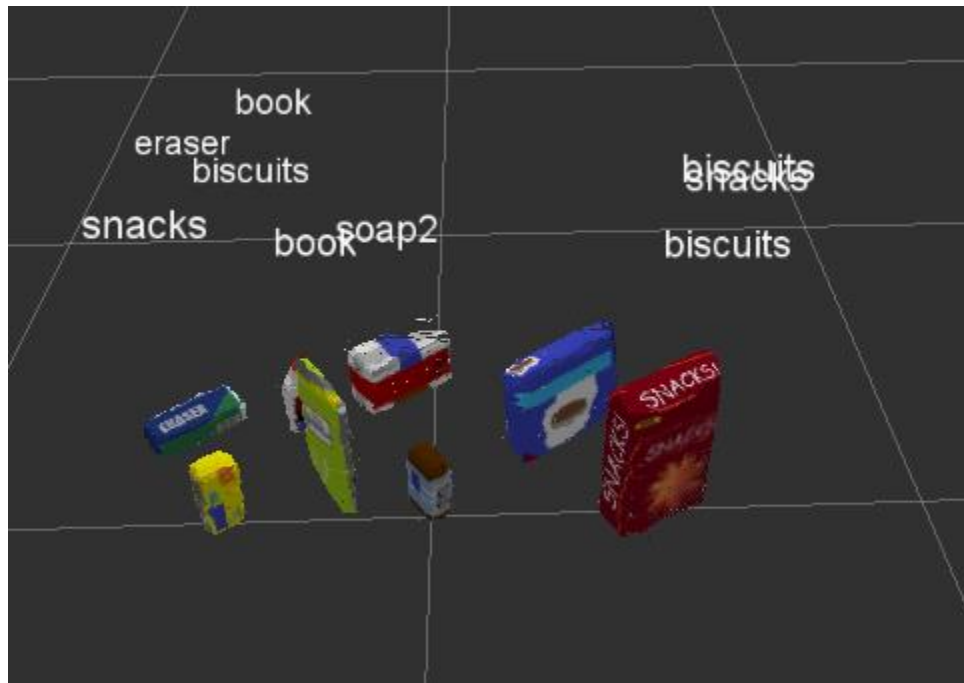 book
eraser
biscuits
biscuits
snacks
snacks
soap2
book
biscuits
SNACKS!
ERASER
SNACKS!